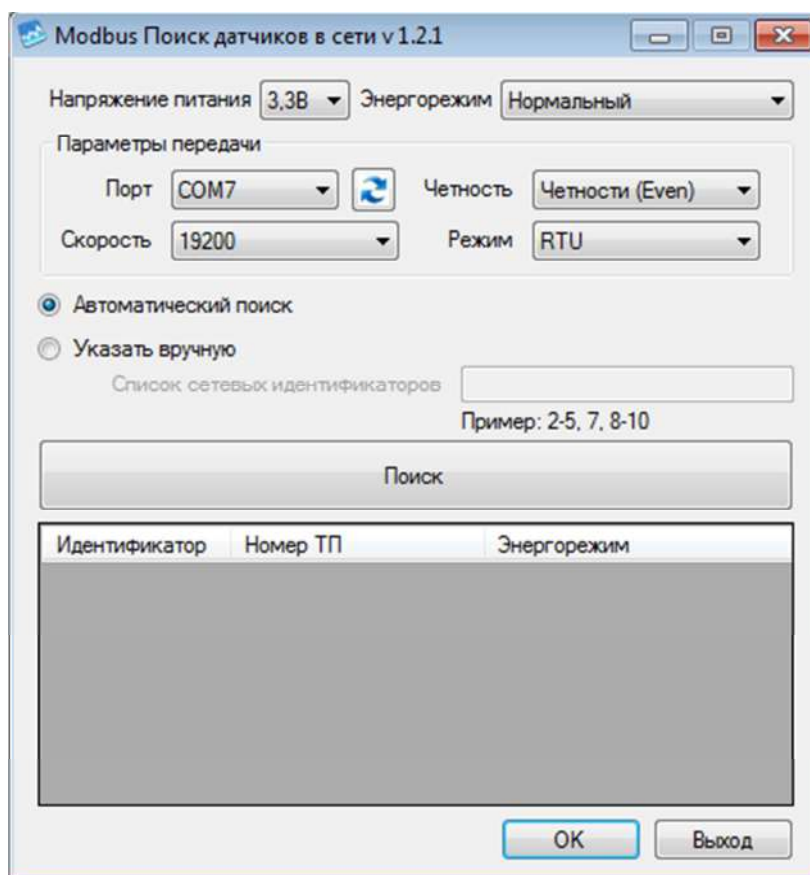 Modbus Поиск датчиков в сети v 1.2.1
Напряжение питания 3,3В Энергорежим Нормальный
Параметры передачи
Порт COM7 Четность Четности (Even)
Скорость 19200 Режим RTU
Автоматический поиск
Указать вручную
Список сетевых идентификаторов
Пример: 2-5, 7, 8-10
Поиск
Идентификатор Номер ТП Энергорежим
OK Выход